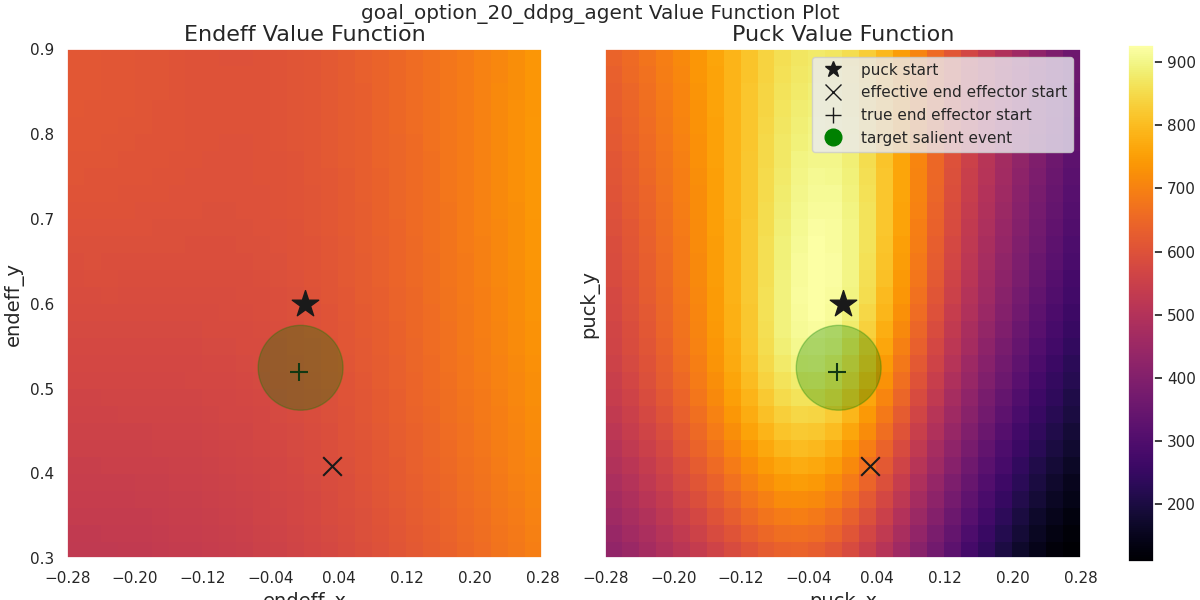 goal_option_20_ddpg_agent Value Function Plot
Endeff Value Function
Puck Value Function
0.9
0.8
0.7
0.6
0.5
0.4
0.3
endeff_y
−0.28 −0.20 −0.12 −0.04 0.04 0.12 0.20 0.28
endeff_x
puck_y
puck start
effective end effector start
true end effector start
target salient event
−0.28 −0.20 −0.12 −0.04 0.04 0.12 0.20 0.28
puck_x
900
800
700
600
500
400
300
200